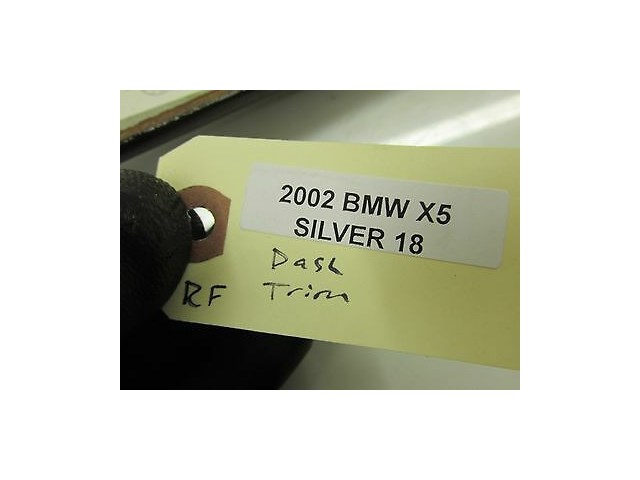 2002 BMW X5
SILVER 18
Dash
RF Trim